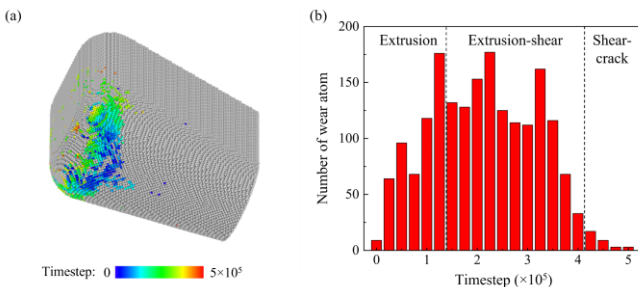 (a)
Timestep: 0 5×10⁵
(b)
Extrusion Extrusion-shear Shear-
crack
200
150
100
50
0
Number of wear atom
0 1 2 3 4 5
Timestep (×10⁵)